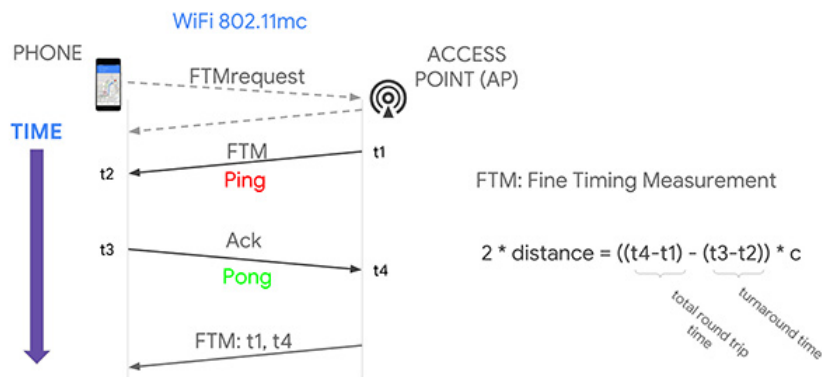 WiFi 802.11mc
PHONE
ACCESS
POINT (AP)
FTMrequest
TIME
FTM
t1
t2
Ping
FTM: Fine Timing Measurement
t3
Ack
t4
Pong
2 * distance = ((t4-t1) - (t3-t2)) * c
total round trip
time
turnaround time
FTM: t1, t4